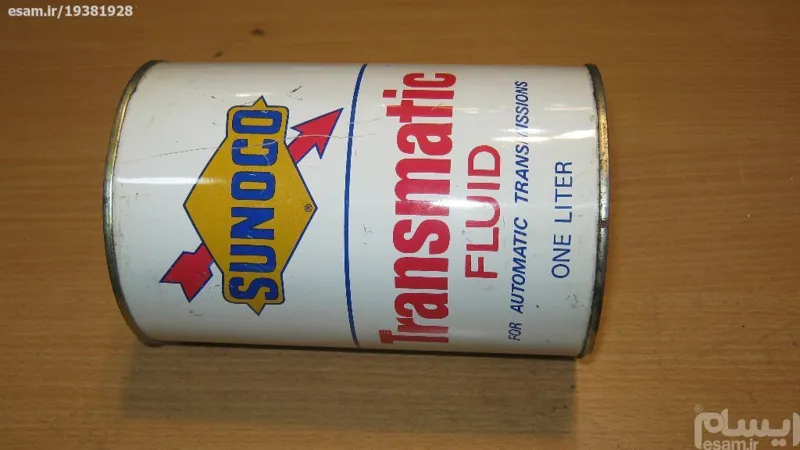 esam.ir/19381928
SUNOCO
®
Transmatic
FLUID
FOR AUTOMATIC TRANSMISSIONS
ONE LITER
ایسام
®
esam.ir